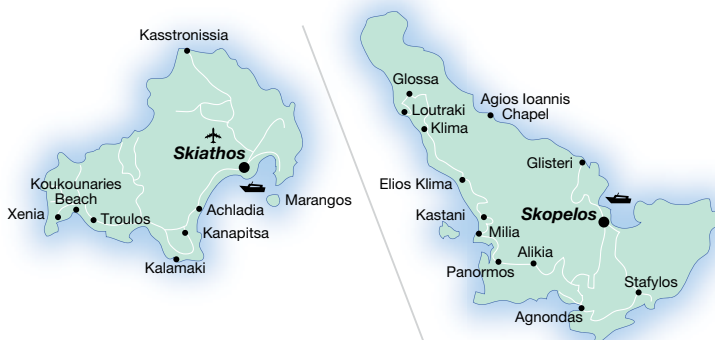 Kasstronissia
Skiathos
Koukounaries
Beach
Xenia
Troulos
Achladia
Marangos
Kanapitsa
Kalamaki
Glossa
Loutraki
Agios Ioannis
Chapel
Klima
Glisteri
Elios Klima
Kastani
Skopelos
Milia
Alikia
Panormos
Stafylos
Agnondas